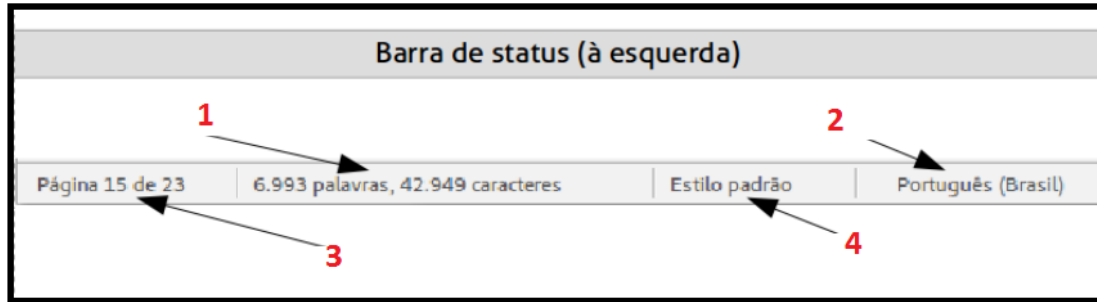 Barra de status (à esquerda)
1
2
Página 15 de 23 6.993 palavras, 42.949 caracteres Estilo padrão Português (Brasil)
3
4